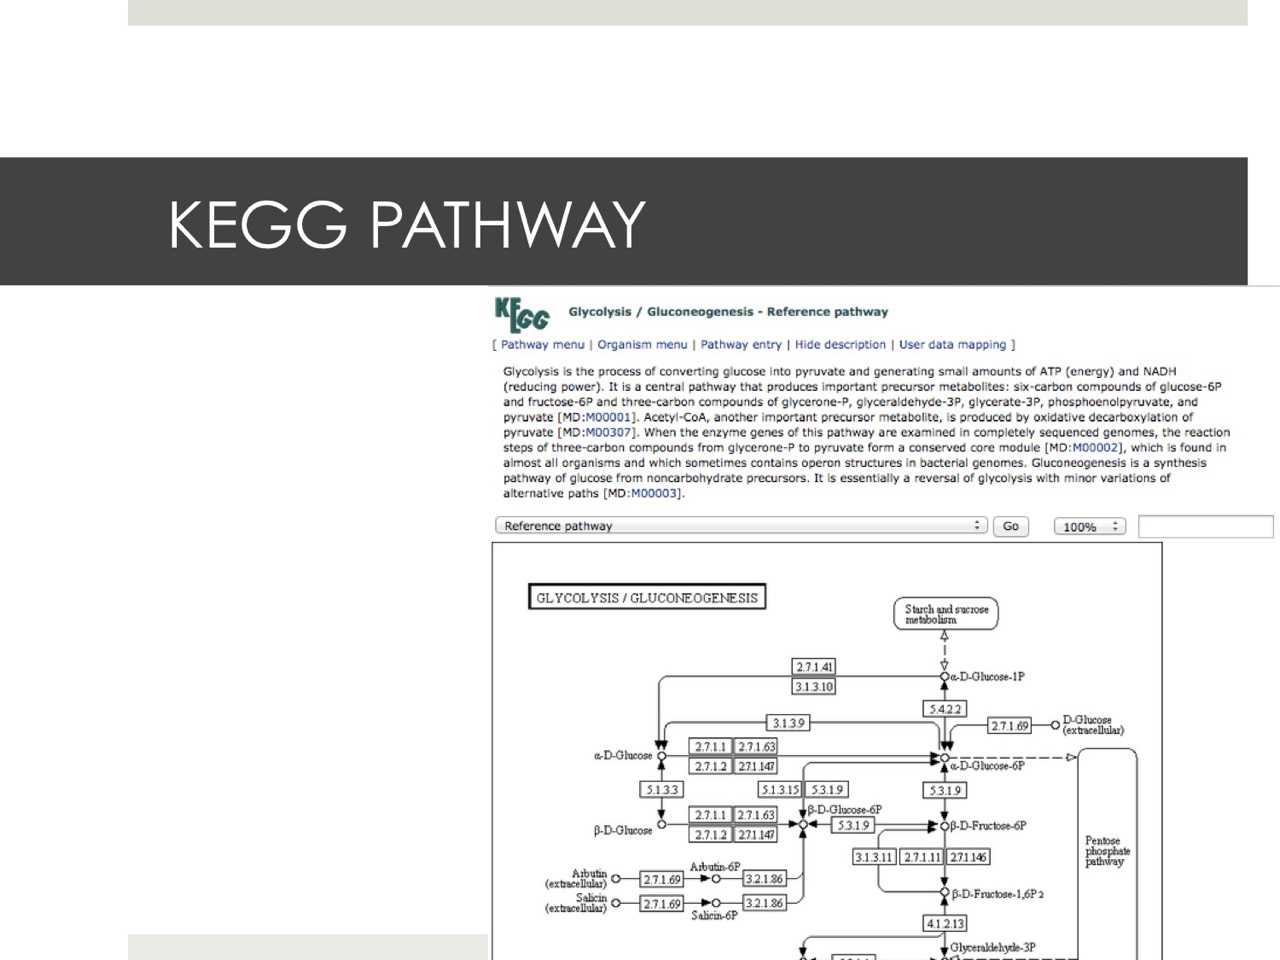 KEGG PATHWAY
KEGG
Glycolysis / Gluconeogenesis - Reference pathway
[ Pathway menu | Organism menu | Pathway entry | Hide description | User data mapping ]
Glycolysis is the process of converting glucose into pyruvate and generating small amounts of ATP (energy) and NADH
(reducing power). It is a central pathway that produces important precursor metabolites: six-carbon compounds of glucose-6P
and fructose-6P and three-carbon compounds of glycerone-P, glyceraldehyde-3P, glycerate-3P, phosphoenolpyruvate, and
pyruvate [MD:M00001]. Acetyl-CoA, another important precursor metabolite, is produced by oxidative decarboxylation of
pyruvate [MD:M00307]. When the enzyme genes of this pathway are examined in completely sequenced genomes, the reaction
steps of three-carbon compounds from glycerone-P to pyruvate form a conserved core module [MD:M00002], which is found in
almost all organisms and which sometimes contains operon structures in bacterial genomes. Gluconeogenesis is a synthesis
pathway of glucose from noncarbohydrate precursors. It is essentially a reversal of glycolysis with minor variations of
alternative paths [MD:M00003].
Reference pathway Go 100%
GLYCOLYSIS / GLUCONEOGENESIS
Starch and sucrose
metabolism
2.7.1.41
3.1.3.10
α-D-Glucose-1P
5.4.2.2
3.1.3.9
2.7.1.69
D-Glucose
(extracellular)
α-D-Glucose
2.7.1.1 2.7.1.63
2.7.1.2 2.7.1.147
α-D-Glucose-6P
5.1.3.3
5.1.3.15 5.3.1.9
5.3.1.9
β-D-Glucose
2.7.1.1 2.7.1.63
2.7.1.2 2.7.1.147
β-D-Glucose-6P
5.3.1.9
β-D-Fructose-6P
Pentose
phosphate
pathway
3.1.3.11 2.7.1.11 2.7.1.146
Arbutin
(extracellular)
2.7.1.69
Arbutin-6P
3.2.1.86
Salicin
(extracellular)
2.7.1.69
Salicin-6P
3.2.1.86
β-D-Fructose-1,6P2
4.1.2.13
Glyceraldehyde-3P